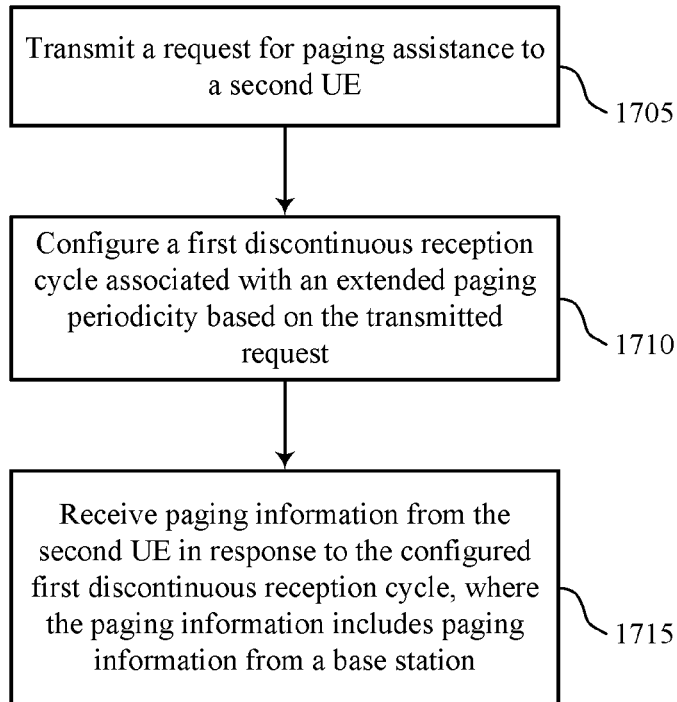 Transmit a request for paging assistance to
a second UE
1705
Configure a first discontinuous reception
cycle associated with an extended paging
periodicity based on the transmitted
request
1710
Receive paging information from the
second UE in response to the configured
first discontinuous reception cycle, where
the paging information includes paging
information from a base station
1715